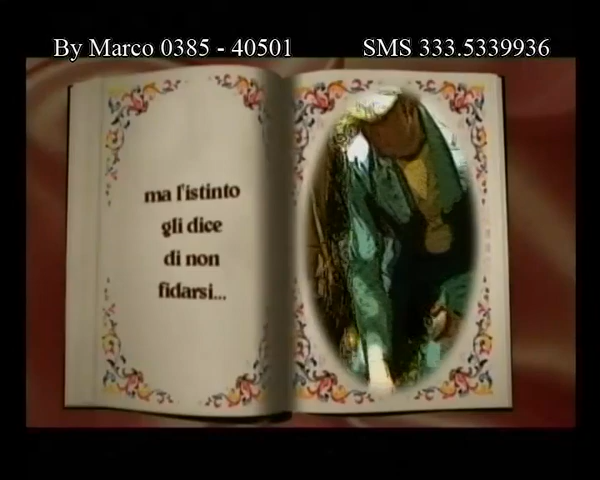 By Marco 0385 - 40501 SMS 333.5339936
ma l'istinto
gli dice
di non
fidarsi...